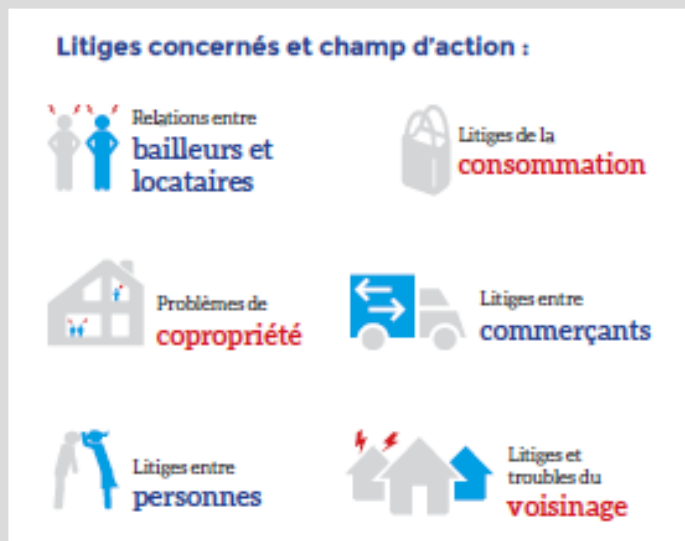 Litiges concernés et champ d'action :
Relations entre
bailleurs et
locataires
Litiges de la
consommation
Problèmes de
copropriété
Litiges entre
commerçants
Litiges entre
personnes
Litiges et
troubles du
voisinage